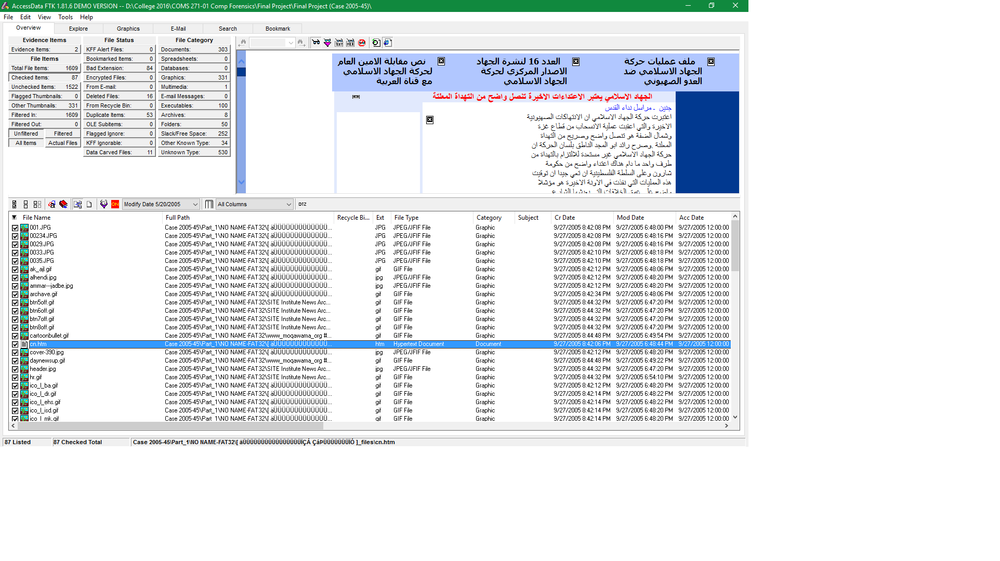 AccessData FTK 1.81.6 DEMO VERSION -- D:\College 2016\COMS 271-01 Comp Forensics\Final Project\Final Project (Case 2005-45)\
File Edit View Tools Help
Overview Explore Graphics E-Mail Search Bookmark
Evidence Items File Status File Category
Evidence Items: 2 KFF Alert Files: 0 Documents: 303
File Items Bookmarked Items: 0 Spreadsheets: 0
Total File Items: 1609 Bad Extension: 84 Databases: 0
Checked Items: 87 Encrypted Files: 0 Graphics: 331
Unchecked Items: 1522 From E-mail: 0 Multimedia: 1
Flagged Thumbnails: 0 Deleted Files: 16 E-mail Messages: 0
Other Thumbnails: 331 From Recycle Bin: 0 Executables: 100
Filtered In: 1609 Duplicate Items: 53 Archives: 8
Filtered Out: 0 OLE Subitems: 0 Folders: 50
Unfiltered Filtered Flagged Ignore: 0 Slack/Free Space: 252
All Items Actual Files KFF Ignorable: 0 Other Known Type: 34
Data Carved Files: 11 Unknown Type: 530
TEXT HEX
ملف عمليات حركة
الجهاد الاسلامي ضد
العدو الصهيوني
العدد 16 لنشرة الجهاد
الاصدار المركزي لحركة
الجهاد الاسلامي
نص مقابلة الامين العام
لحركة الجهاد الاسلامي
مع قناة العربية
الجهاد الاسلامي يعتبر الاعتداءات الاخيرة تنصل واضح من التهداة المعلنة
جنين ـ مراسل نداء القدس
اعتبرت حركة الجهاد الاسلامي ان الانتهاكات الصهيونية
الاخيرة والتي اعقبت عملية الانسحاب من قطاع غزة
وشمال الضفة هو تنصل واضح وصريح من التهداة
المعلنة .وصرح رائد ابو المجد الناطق بلسان الحركة ان
حركة الجهاد الاسلامي غير مستعدة للالتزام بالتهداة من
طرف واحد ما دام هناك اعتداء واضح من حكومة
شارون وعلى السلطة الفلسطينية ان تعي جيدا ان توقيت
هذه العمليات التي نفذت في الاونة الاخيرة هو مؤشلا
واضح على عمق الخلافات التي يعيشها الشارع
ON Modify Date 5/20/2005 All Columns DTZ
File Name Full Path Recycle Bi... Ext File Type Category Subject Cr Date Mod Date Acc Date
001.JPG Case 2005-45\Part_1\NO NAME-FAT32\[ äÜÜÜÜÜÜÜÜÜÜÜÜÜ... JPG JPEG/JFIF File Graphic 9/27/2005 8:42:08 PM 9/27/2005 6:48:00 PM 9/27/2005 12:00:00
00234.JPG Case 2005-45\Part_1\NO NAME-FAT32\[ äÜÜÜÜÜÜÜÜÜÜÜÜÜ... JPG JPEG/JFIF File Graphic 9/27/2005 8:42:08 PM 9/27/2005 6:48:16 PM 9/27/2005 12:00:00
0029.JPG Case 2005-45\Part_1\NO NAME-FAT32\[ äÜÜÜÜÜÜÜÜÜÜÜÜÜ... JPG JPEG/JFIF File Graphic 9/27/2005 8:42:08 PM 9/27/2005 6:48:16 PM 9/27/2005 12:00:00
0033.JPG Case 2005-45\Part_1\NO NAME-FAT32\[ äÜÜÜÜÜÜÜÜÜÜÜÜÜ... JPG JPEG/JFIF File Graphic 9/27/2005 8:42:10 PM 9/27/2005 6:48:18 PM 9/27/2005 12:00:00
0035.JPG Case 2005-45\Part_1\NO NAME-FAT32\[ äÜÜÜÜÜÜÜÜÜÜÜÜÜ... JPG JPEG/JFIF File Graphic 9/27/2005 8:42:10 PM 9/27/2005 6:48:18 PM 9/27/2005 12:00:00
ak_ajl.gif Case 2005-45\Part_1\NO NAME-FAT32\[ äÜÜÜÜÜÜÜÜÜÜÜÜÜ... gif GIF File Graphic 9/27/2005 8:42:12 PM 9/27/2005 6:48:06 PM 9/27/2005 12:00:00
alhendi.jpg Case 2005-45\Part_1\NO NAME-FAT32\[ äÜÜÜÜÜÜÜÜÜÜÜÜÜ... jpg JPEG/JFIF File Graphic 9/27/2005 8:42:12 PM 9/27/2005 6:48:20 PM 9/27/2005 12:00:00
ammar---jadbe.jpg Case 2005-45\Part_1\NO NAME-FAT32\[ äÜÜÜÜÜÜÜÜÜÜÜÜÜ... jpg JPEG/JFIF File Graphic 9/27/2005 8:42:12 PM 9/27/2005 6:48:20 PM 9/27/2005 12:00:00
archave.gif Case 2005-45\Part_1\NO NAME-FAT32\[ äÜÜÜÜÜÜÜÜÜÜÜÜÜ... gif GIF File Graphic 9/27/2005 8:42:34 PM 9/27/2005 6:48:06 PM 9/27/2005 12:00:00
btn5off.gif Case 2005-45\Part_1\NO NAME-FAT32\SITE Institute News Arc... gif GIF File Graphic 9/27/2005 8:44:32 PM 9/27/2005 6:47:20 PM 9/27/2005 12:00:00
btn6off.gif Case 2005-45\Part_1\NO NAME-FAT32\SITE Institute News Arc... gif GIF File Graphic 9/27/2005 8:44:32 PM 9/27/2005 6:47:20 PM 9/27/2005 12:00:00
btn7off.gif Case 2005-45\Part_1\NO NAME-FAT32\SITE Institute News Arc... gif GIF File Graphic 9/27/2005 8:44:32 PM 9/27/2005 6:47:20 PM 9/27/2005 12:00:00
btn8off.gif Case 2005-45\Part_1\NO NAME-FAT32\SITE Institute News Arc... gif GIF File Graphic 9/27/2005 8:44:32 PM 9/27/2005 6:47:20 PM 9/27/2005 12:00:00
cartoonbullet.gif Case 2005-45\Part_1\NO NAME-FAT32\www_moqawama_org #... gif GIF File Graphic 9/27/2005 8:44:48 PM 9/27/2005 6:49:54 PM 9/27/2005 12:00:00
cn.htm Case 2005-45\Part_1\NO NAME-FAT32\[ äÜÜÜÜÜÜÜÜÜÜÜÜÜ... htm Hypertext Document Document 9/27/2005 8:42:06 PM 9/27/2005 6:48:44 PM 9/27/2005 12:00:00
cover-390.jpg Case 2005-45\Part_1\NO NAME-FAT32\[ äÜÜÜÜÜÜÜÜÜÜÜÜÜ... jpg JPEG/JFIF File Graphic 9/27/2005 8:42:12 PM 9/27/2005 6:48:20 PM 9/27/2005 12:00:00
daynewsup.gif Case 2005-45\Part_1\NO NAME-FAT32\www_moqawama_org #... gif GIF File Graphic 9/27/2005 8:44:48 PM 9/27/2005 6:49:22 PM 9/27/2005 12:00:00
header.jpg Case 2005-45\Part_1\NO NAME-FAT32\SITE Institute News Arc... jpg JPEG/JFIF File Graphic 9/27/2005 8:44:32 PM 9/27/2005 6:47:20 PM 9/27/2005 12:00:00
hr.gif Case 2005-45\Part_1\NO NAME-FAT32\SITE Institute News Arc... gif GIF File Graphic 9/27/2005 8:44:32 PM 9/27/2005 6:54:10 PM 9/27/2005 12:00:00
ico_l_ba.gif Case 2005-45\Part_1\NO NAME-FAT32\[ äÜÜÜÜÜÜÜÜÜÜÜÜÜ... gif GIF File Graphic 9/27/2005 8:42:12 PM 9/27/2005 6:48:20 PM 9/27/2005 12:00:00
ico_l_dr.gif Case 2005-45\Part_1\NO NAME-FAT32\[ äÜÜÜÜÜÜÜÜÜÜÜÜÜ... gif GIF File Graphic 9/27/2005 8:42:14 PM 9/27/2005 6:48:22 PM 9/27/2005 12:00:00
ico_l_ehs.gif Case 2005-45\Part_1\NO NAME-FAT32\[ äÜÜÜÜÜÜÜÜÜÜÜÜÜ... gif GIF File Graphic 9/27/2005 8:42:14 PM 9/27/2005 6:48:22 PM 9/27/2005 12:00:00
ico_l_isd.gif Case 2005-45\Part_1\NO NAME-FAT32\[ äÜÜÜÜÜÜÜÜÜÜÜÜÜ... gif GIF File Graphic 9/27/2005 8:42:14 PM 9/27/2005 6:48:20 PM 9/27/2005 12:00:00
ico_l_mk.gif Case 2005-45\Part_1\NO NAME-FAT32\[ äÜÜÜÜÜÜÜÜÜÜÜÜÜ... gif GIF File Graphic 9/27/2005 8:42:14 PM 9/27/2005 6:48:20 PM 9/27/2005 12:00:00
87 Listed 87 Checked Total Case 2005-45\Part_1\NO NAME-FAT32\[ äÜÜÜÜÜÜÜÜÜÜÜÜÜÜÜÜÏÇÁ ÇáÞÜÜÜÜÜÜÜÏÓ ]_files\cn.htm